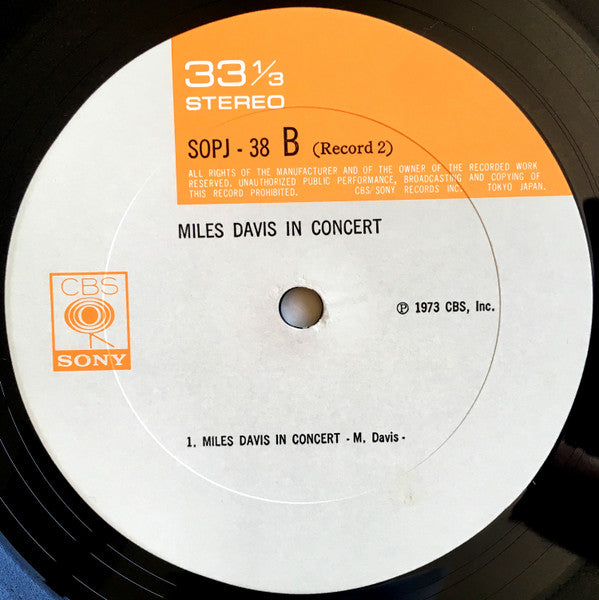 33 1/3
STEREO
SOPJ - 38 B (Record 2)
ALL RIGHTS OF THE MANUFACTURER AND OF THE OWNER OF THE RECORDED WORK
RESERVED. UNAUTHORIZED PUBLIC PERFORMANCE, BROADCASTING AND COPYING OF
THIS RECORD PROHIBITED. CBS/SONY RECORDS INC. TOKYO JAPAN.
MILES DAVIS IN CONCERT
CBS
SONY
℗ 1973 CBS, Inc.
1. MILES DAVIS IN CONCERT - M. Davis -